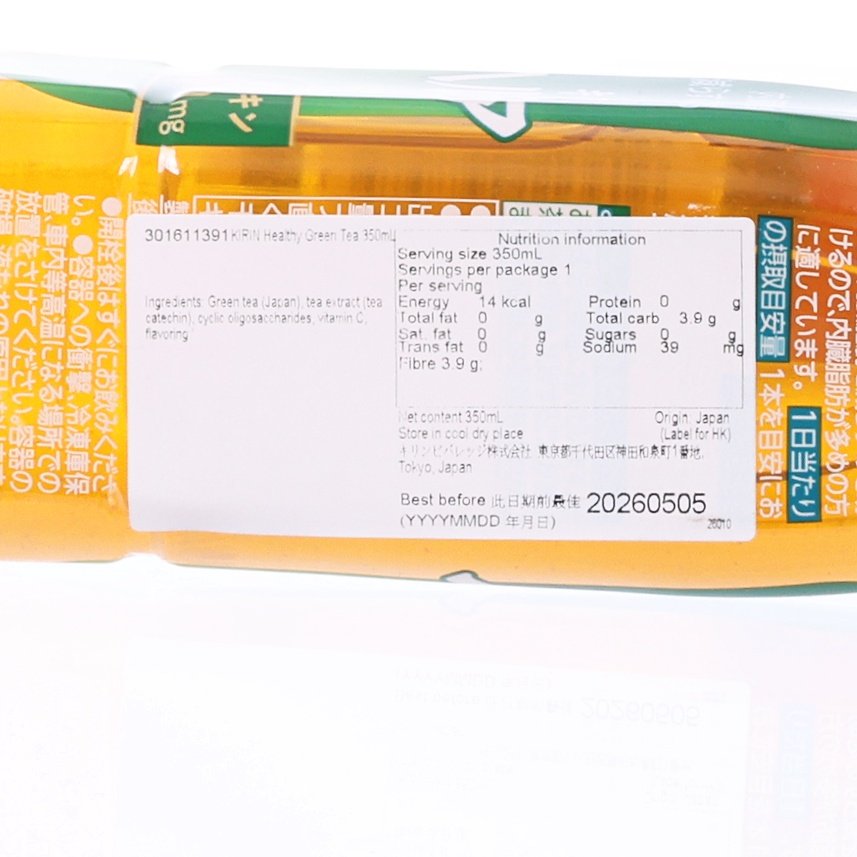 キン
mg
301611391 KIRIN Healthy Green Tea 350mL
Ingredients: Green tea (Japan), tea extract (tea
catechin), cyclic oligosaccharides, vitamin C,
flavoring
Nutrition information
Serving size 350mL
Servings per package 1
Per serving
Energy 14 kcal Protein 0 g
Total fat 0 g Total carb 3.9 g
Sat. fat 0 g Sugars 0 g
Trans fat 0 g Sodium 39 mg
Fibre 3.9 g;
Net content 350mL Origin: Japan
Store in cool dry place (Label for HK)
キリンビバレッジ株式会社 東京都千代田区神田和泉町1番地,
Tokyo, Japan
Best before 此日期前最佳 20260505
(YYYYMMDD 年月日) 26010
●開栓後はすぐにお飲みくださ
い。●容器への衝撃、冷凍庫保
管、車内等高温になる場所での
放置をさけてください。容器の
けるので、内臓脂肪が多めの方
に適しています。 1日当たり
の摂取目安量 1本を目安にお